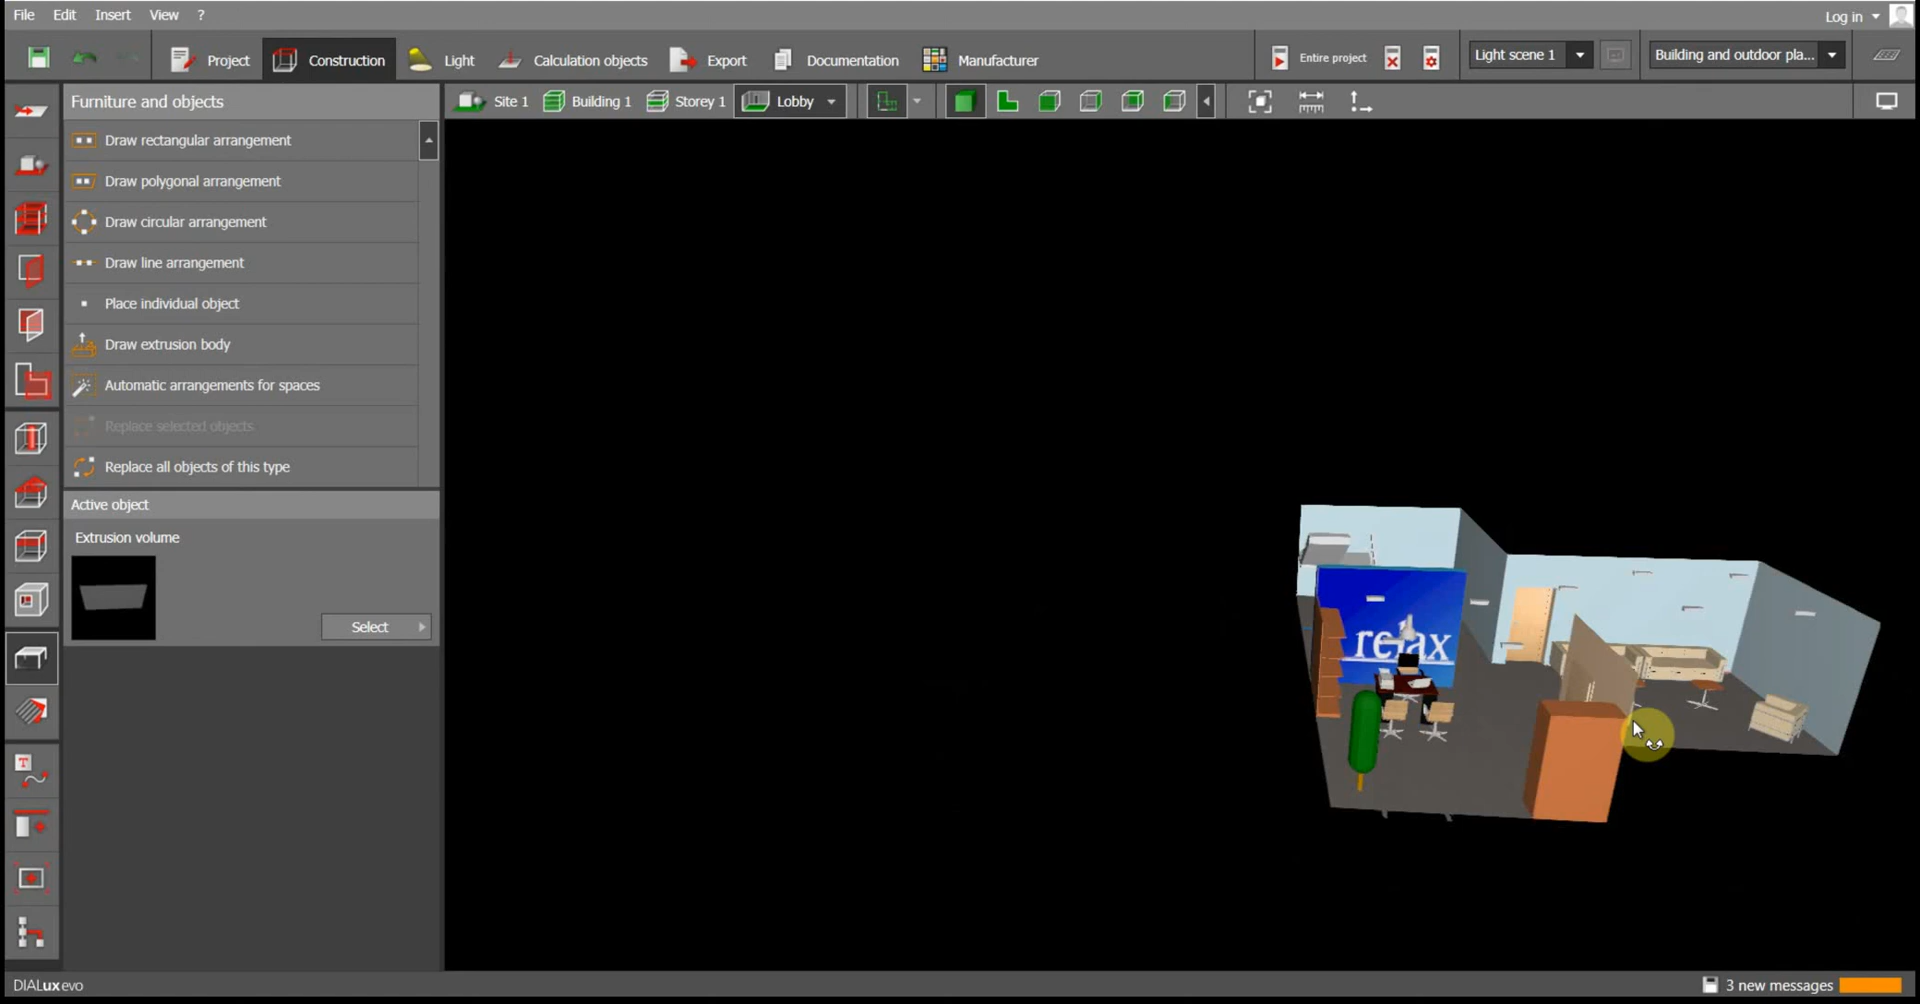 File Edit Insert View ? Log in
Project Construction Light Calculation objects Export Documentation Manufacturer Entire project Light scene 1 Building and outdoor pla...
Furniture and objects Site 1 Building 1 Storey 1 Lobby
Draw rectangular arrangement
Draw polygonal arrangement
Draw circular arrangement
Draw line arrangement
Place individual object
Draw extrusion body
Automatic arrangements for spaces
Replace selected objects
Replace all objects of this type
Active object
Extrusion volume
Select
relax
T
DIALux evo 3 new messages